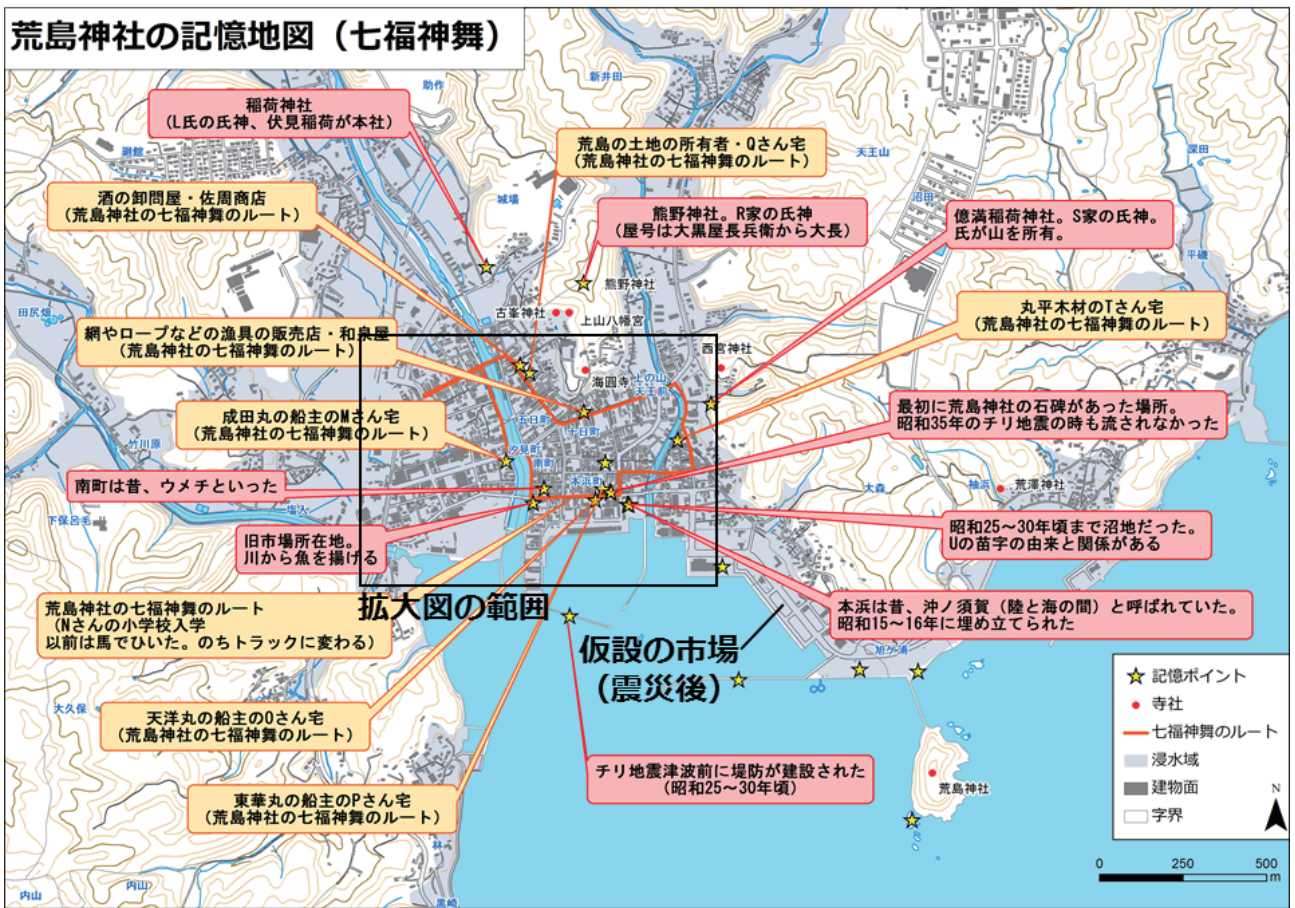 荒島神社の記憶地図（七福神舞）
稲荷神社
（L氏の氏神、伏見稲荷が本社）
荒島の土地の所有者・Qさん宅
（荒島神社の七福神舞のルート）
酒の卸問屋・佐周商店
（荒島神社の七福神舞のルート）
熊野神社。R家の氏神
（屋号は大黒屋長兵衛から大長）
億満稲荷神社。S家の氏神。
氏が山を所有。
網やロープなどの漁具の販売店・和泉屋
（荒島神社の七福神舞のルート）
丸平木材のTさん宅
（荒島神社の七福神舞のルート）
成田丸の船主のMさん宅
（荒島神社の七福神舞のルート）
最初に荒島神社の石碑があった場所。
昭和35年のチリ地震の時も流されなかった
南町は昔、ウメチといった
旧市場所在地。
川から魚を揚げる
昭和25～30年頃まで沼地だった。
Uの苗字の由来と関係がある
荒島神社の七福神舞のルート
（Nさんの小学校入学
以前は馬でひいた。のちトラックに変わる）
本浜は昔、沖ノ須賀（陸と海の間）と呼ばれていた。
昭和15～16年に埋め立てられた
天洋丸の船主のOさん宅
（荒島神社の七福神舞のルート）
チリ地震津波前に堤防が建設された
（昭和25～30年頃）
東華丸の船主のPさん宅
（荒島神社の七福神舞のルート）
拡大図の範囲
仮設の市場
（震災後）
助作
新井田
廻館
城場
天王山
沼田
深田
平磯
田尻畑
熊野神社
古峯神社
上山八幡宮
西宮神社
海圓寺
上の山
天王前
五日町
十日町
汐見町
南町
本浜町
竹川原
塩入
下保呂毛
大森
袖浜
荒澤神社
旭ケ浦
大久保
荒島神社
林
黒崎
内山
内山
記憶ポイント
寺社
七福神舞のルート
浸水域
建物面
字界
N
0 250 500
m